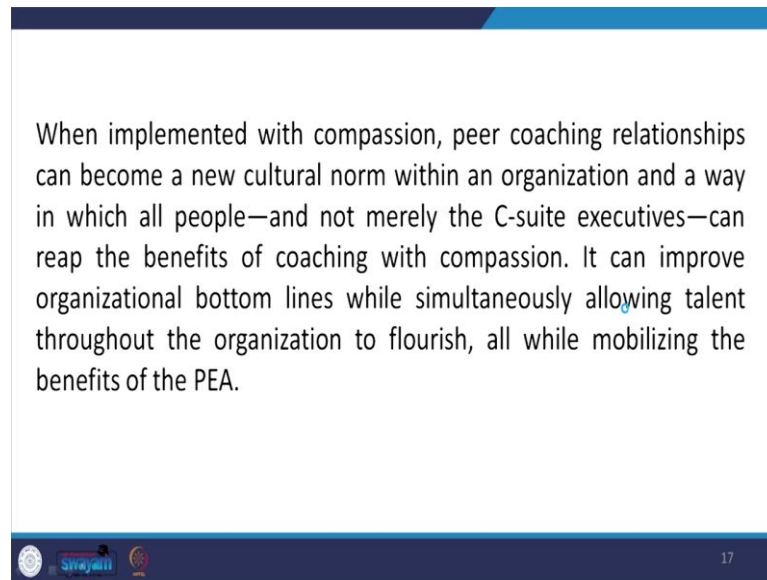 When implemented with compassion, peer coaching relationships
can become a new cultural norm within an organization and a way
in which all people—and not merely the C-suite executives—can
reap the benefits of coaching with compassion. It can improve
organizational bottom lines while simultaneously allowing talent
throughout the organization to flourish, all while mobilizing the
benefits of the PEA.
swayam
17